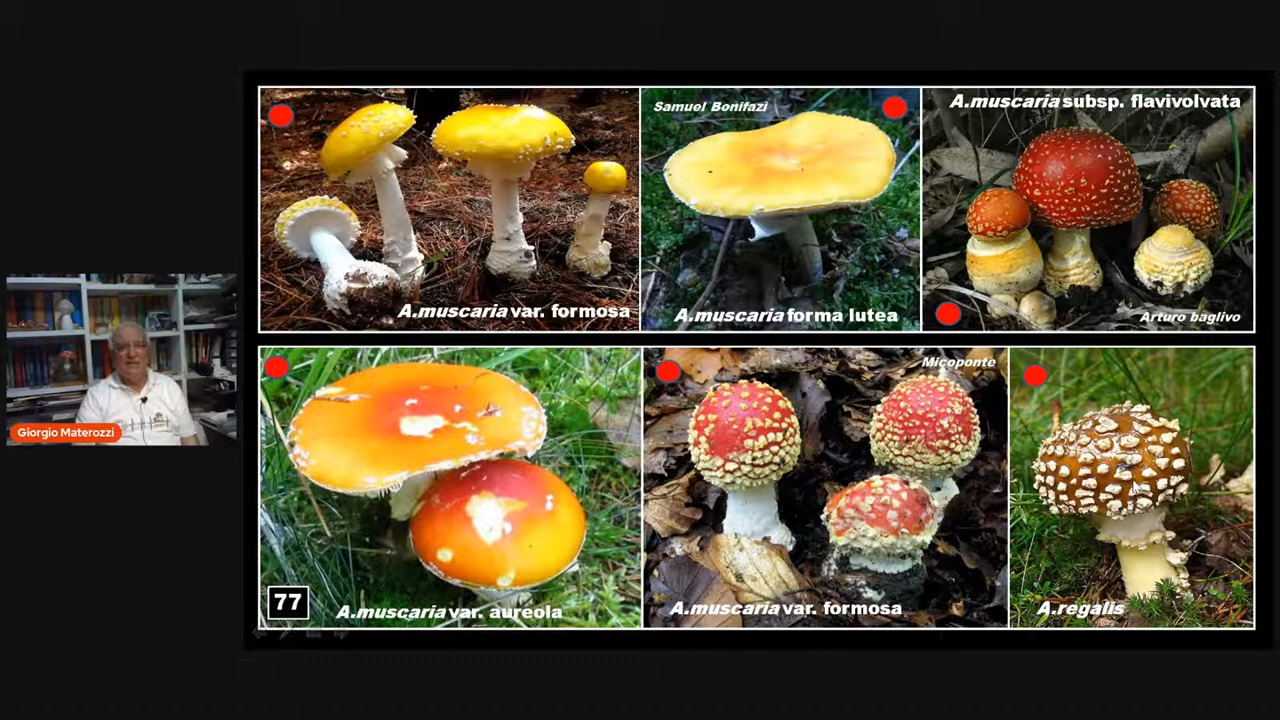 Samuel Bonifazi
A.muscaria subsp. flavivolvata
A.muscaria var. formosa
A.muscaria forma lutea
Arturo baglivo
Micoponte
Giorgio Materozzi
77
A.muscaria var. aureola
A.muscaria var. formosa
A.regalis